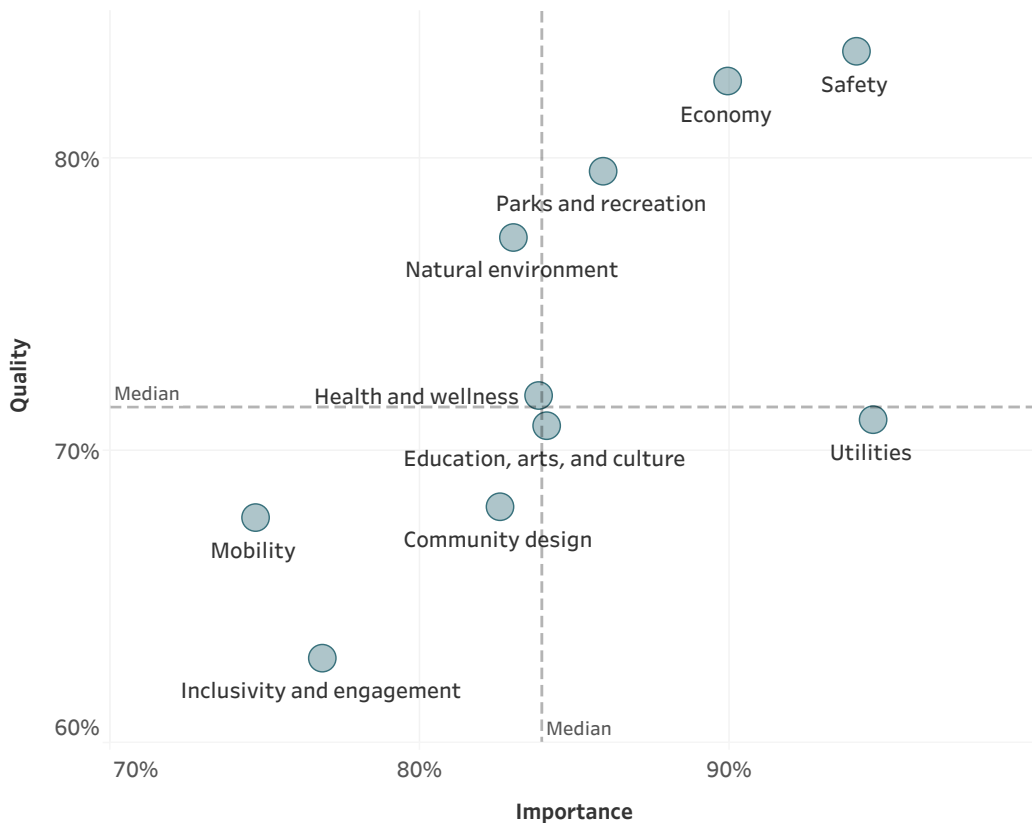 Safety
Economy
80%
Parks and recreation
Natural environment
Quality
Median
Health and wellness
70%
Education, arts, and culture
Utilities
Community design
Mobility
Inclusivity and engagement
60%
Median
70%
80%
90%
Importance